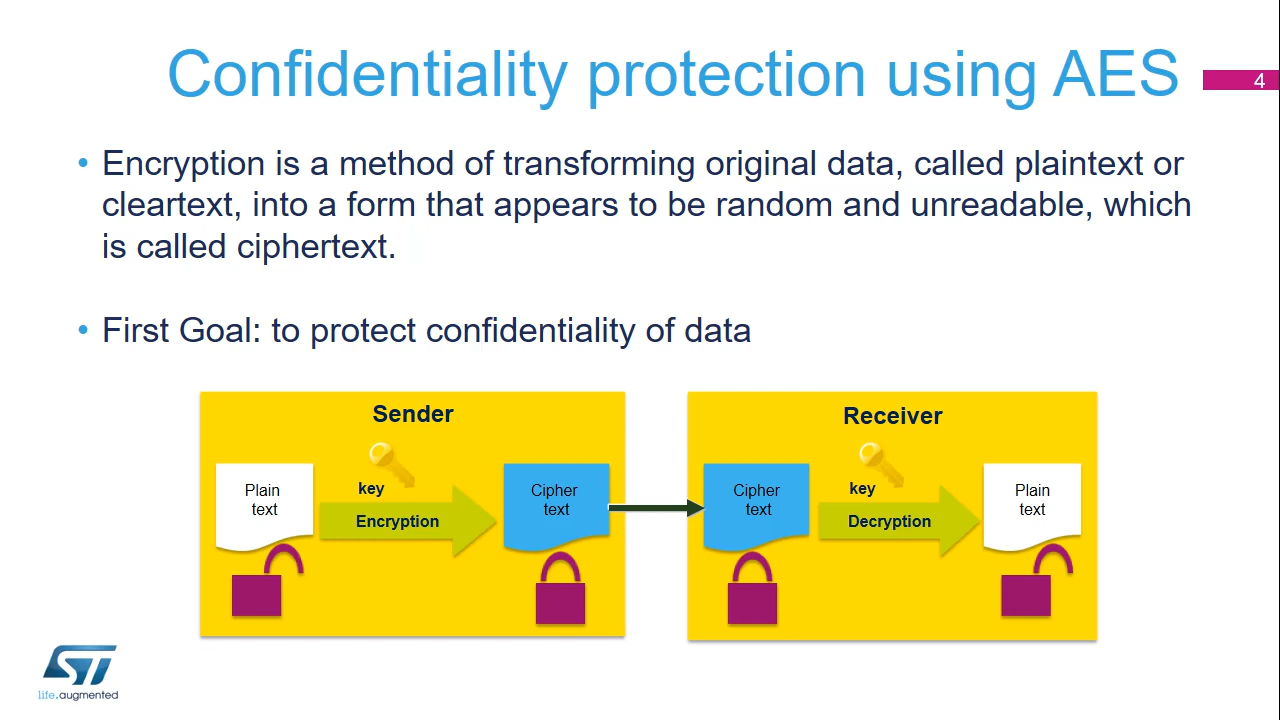 Confidentiality protection using AES
4
• Encryption is a method of transforming original data, called plaintext or
cleartext, into a form that appears to be random and unreadable, which
is called ciphertext.
• First Goal: to protect confidentiality of data
Sender
Plain
text
key
Encryption
Cipher
text
Receiver
Cipher
text
key
Decryption
Plain
text
ST
life.augmented